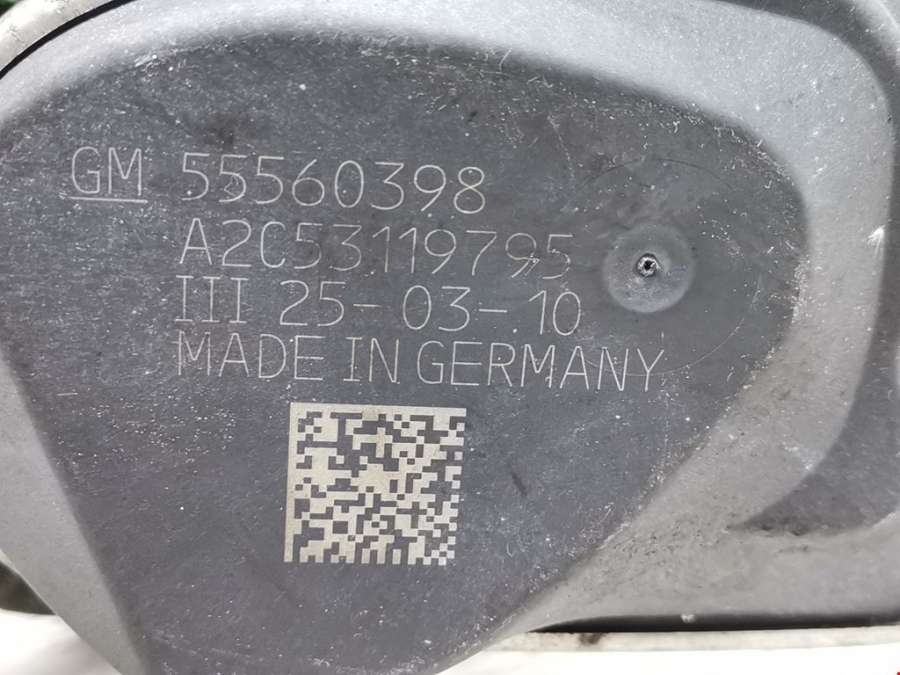 GM 55560398
A2C53119795
III 25-03-10
MADE IN GERMANY